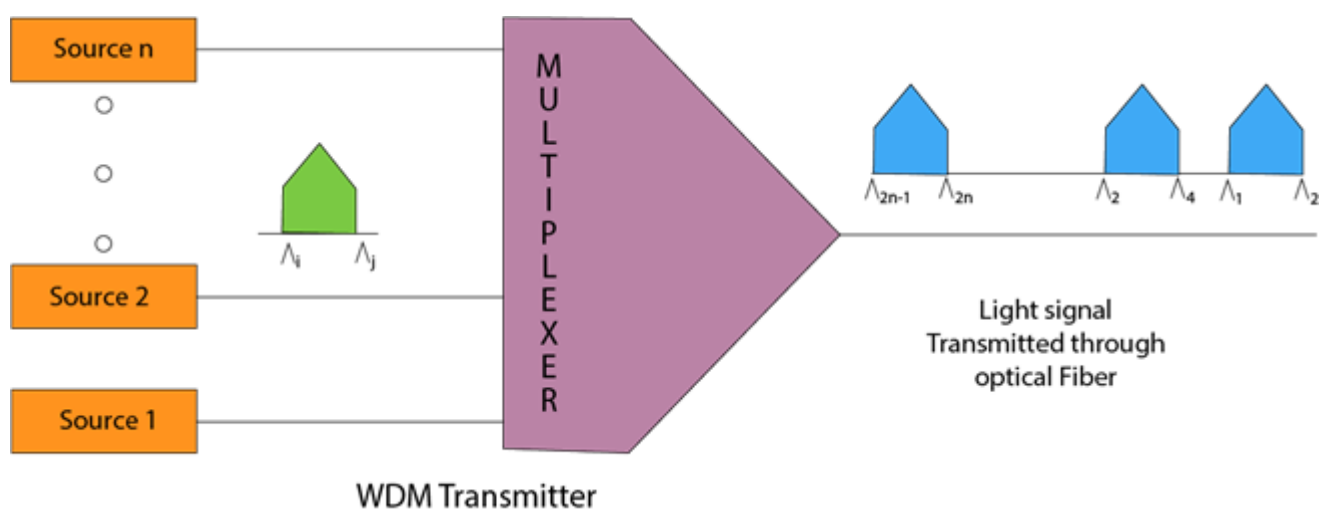 Source n
Source 2
Source 1
Λi Λj
MULTIPLEXER
Λ2n-1 Λ2n Λ2 Λ4 Λ1 Λ2
Light signal
Transmitted through
optical Fiber
WDM Transmitter